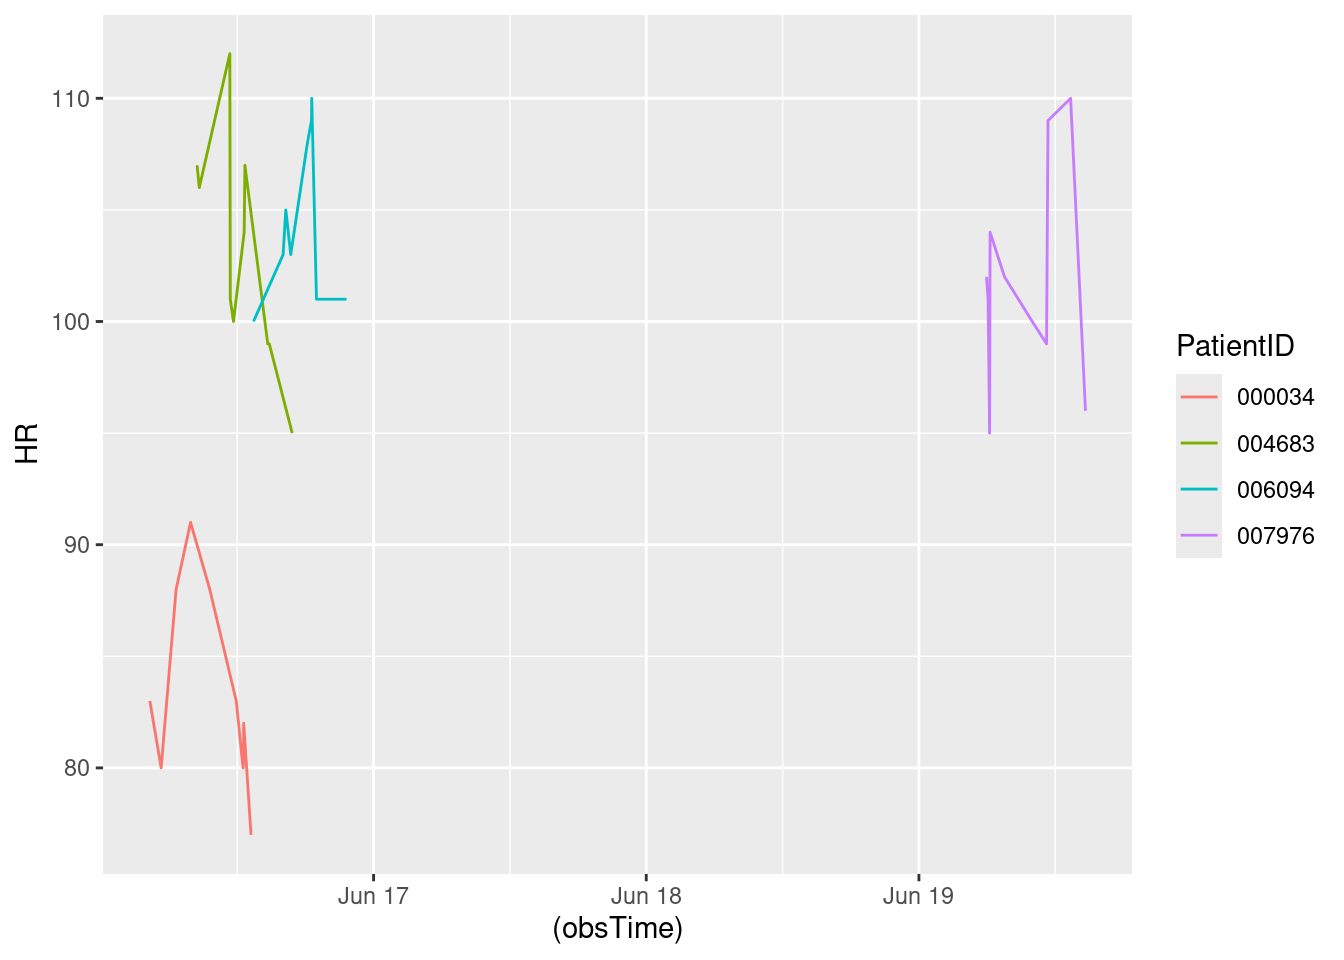 HR
110
100
90
80
Jun 17
Jun 18
Jun 19
(obsTime)
PatientID
000034
004683
006094
007976